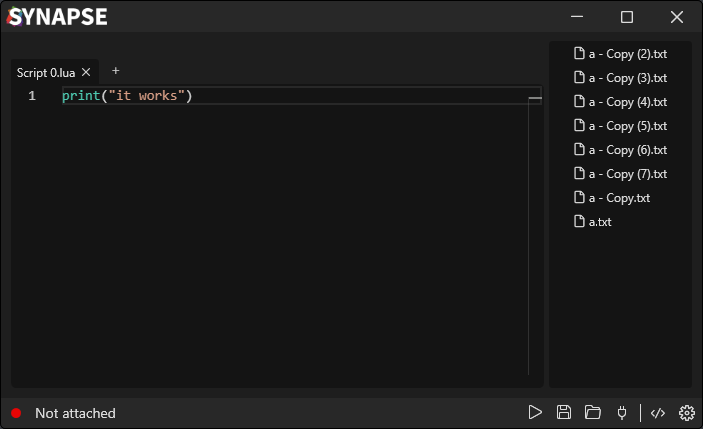 SYNAPSE
Script 0.lua
1 print("it works")
a - Copy (2).txt
a - Copy (3).txt
a - Copy (4).txt
a - Copy (5).txt
a - Copy (6).txt
a - Copy (7).txt
a - Copy.txt
a.txt
Not attached